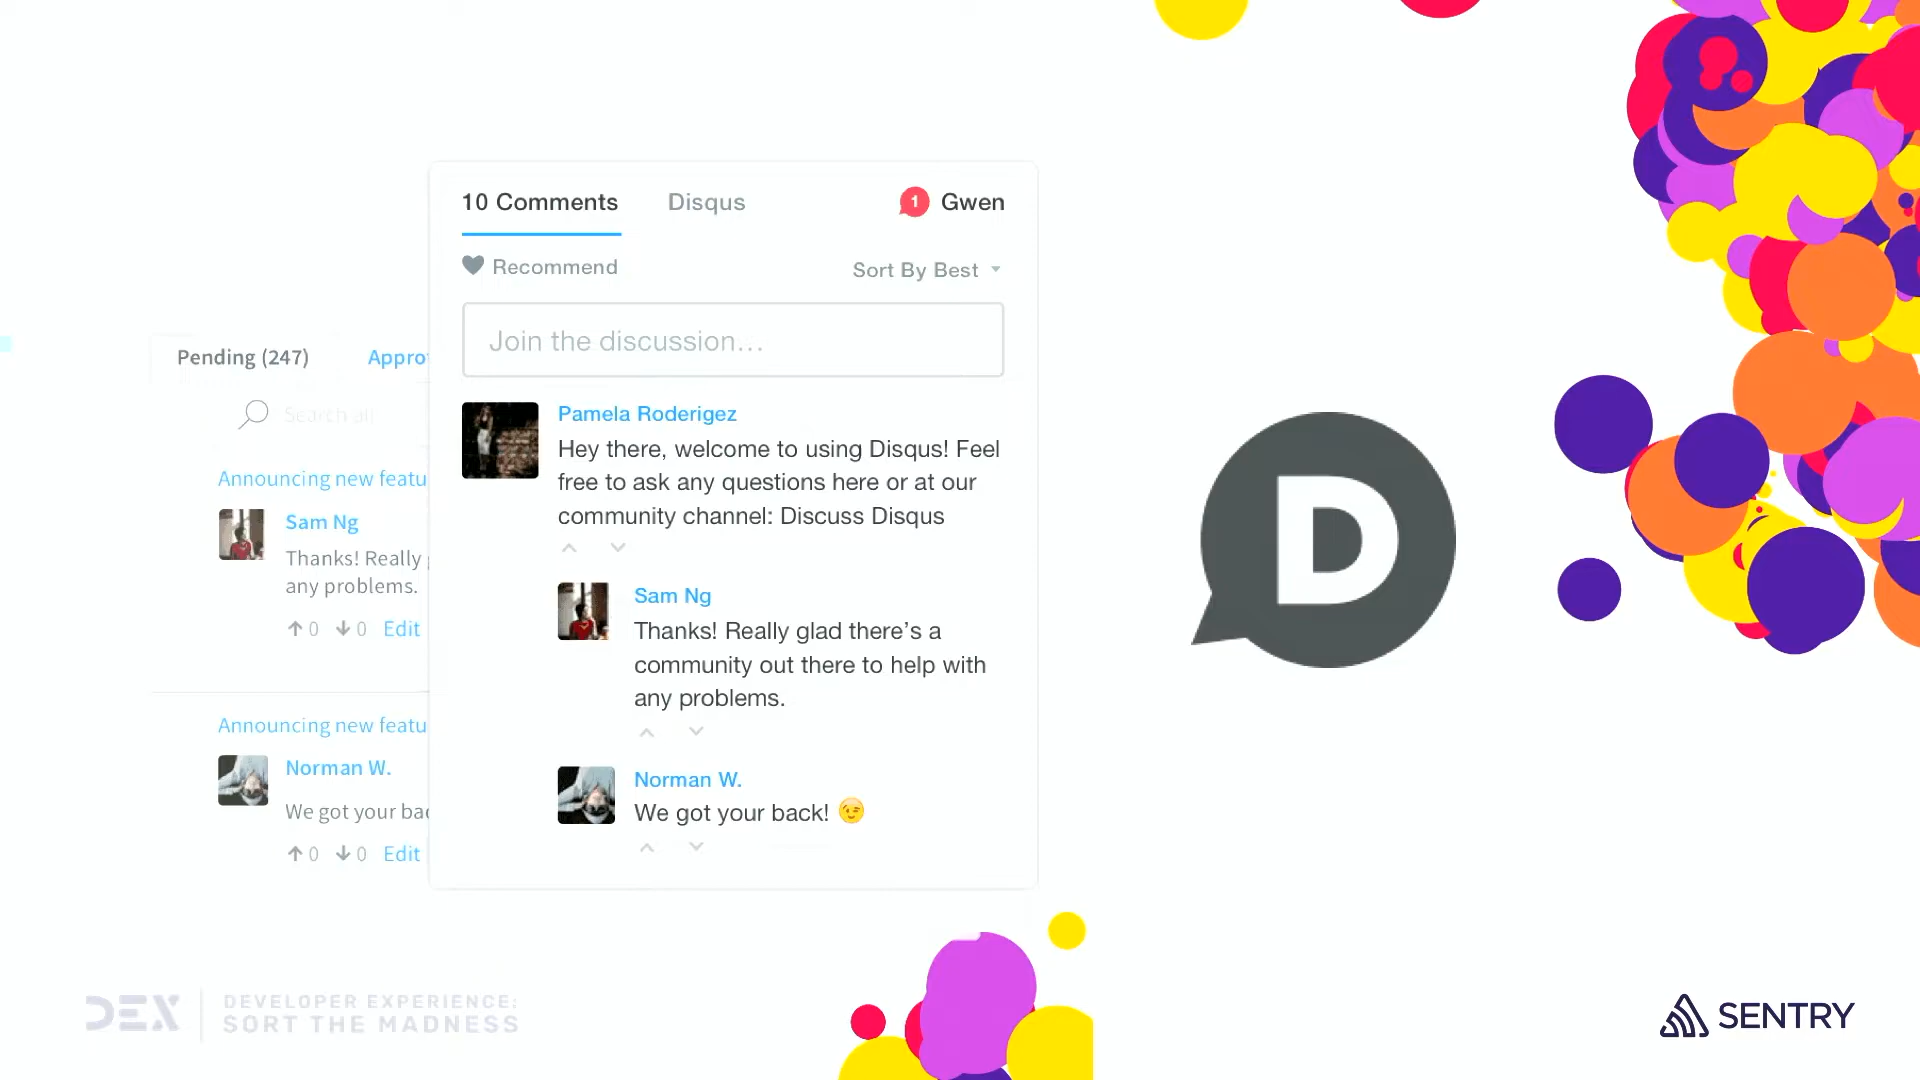 10 Comments
Disqus
1
Gwen
Recommend
Sort By Best
Join the discussion...
Pamela Roderigez
Hey there, welcome to using Disqus! Feel
free to ask any questions here or at our
community channel: Discuss Disqus
Sam Ng
Thanks! Really glad there's a
community out there to help with
any problems.
Norman W.
We got your back! 😉
Pending (247)
Search all
Announcing new featu
Sam Ng
Thanks! Really
any problems.
0
0
Edit
Announcing new featu
Norman W.
We got your
0
0
Edit
D
DEX
DEVELOPER EXPERIENCE:
SORT THE MADNESS
SENTRY